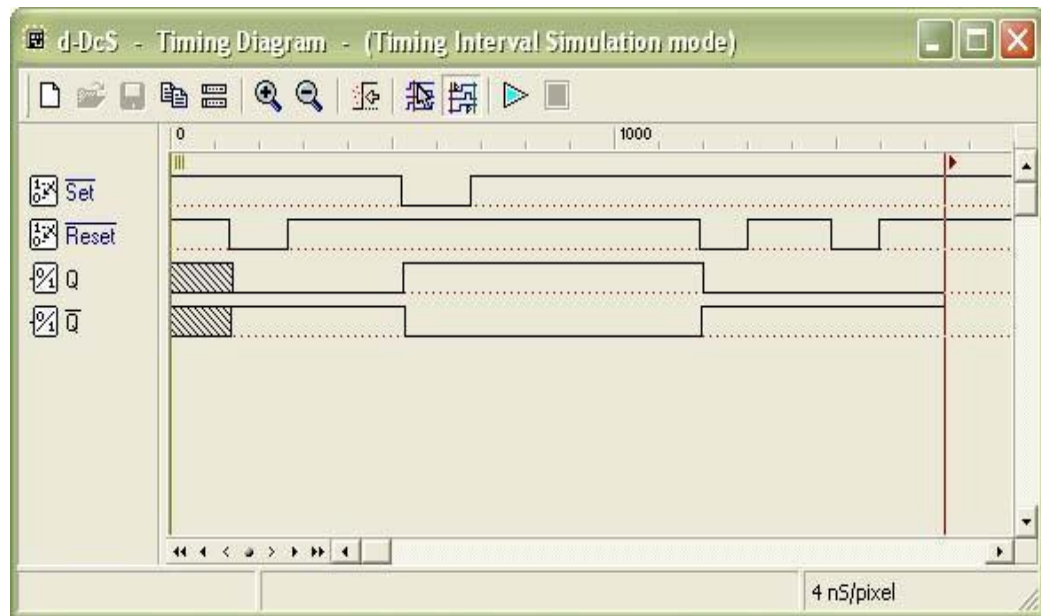 d-DcS - Timing Diagram - (Timing Interval Simulation mode)
0 1000
Set
Reset
Q
Q̅
4 nS/pixel